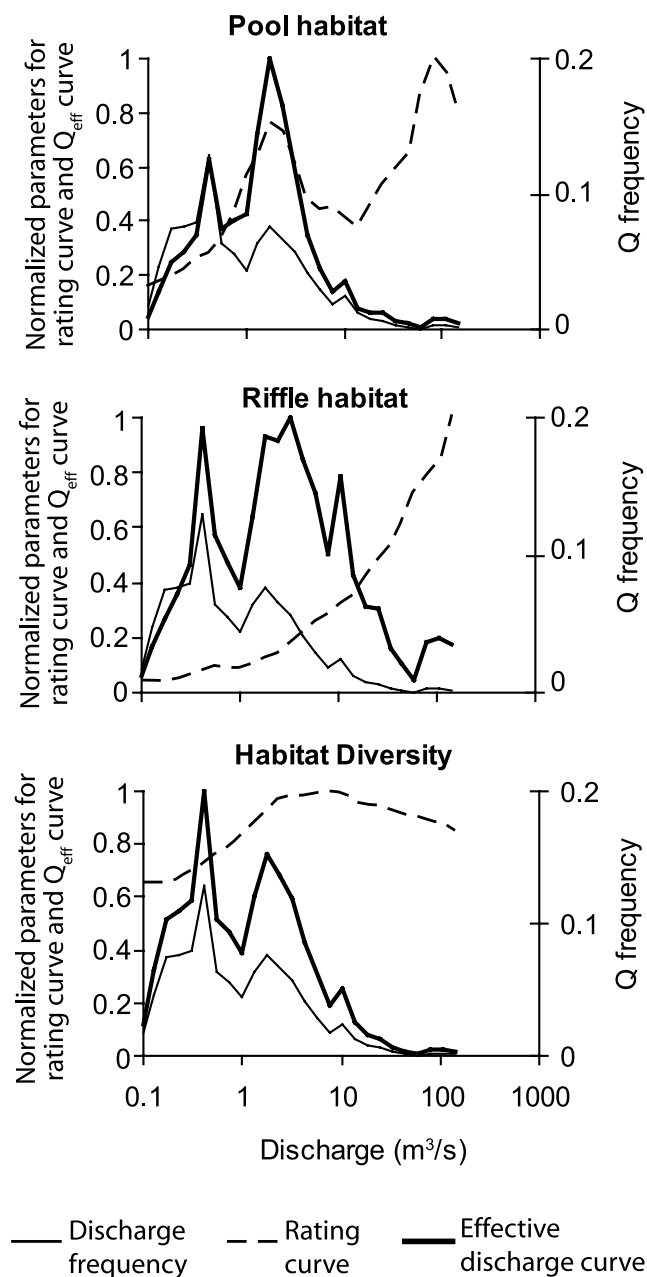 Pool habitat
Normalized parameters for
rating curve and Qeff curve
1
0.8
0.6
0.4
0.2
0
0.2
0.1
0
Q frequency
Riffle habitat
Normalized parameters for
rating curve and Qeff curve
1
0.8
0.6
0.4
0.2
0
0.2
0.1
0
Q frequency
Habitat Diversity
Normalized parameters for
rating curve and Qeff curve
1
0.8
0.6
0.4
0.2
0
0.2
0.1
0
Q frequency
0.1 1 10 100 1000
Discharge (m³/s)
Discharge
frequency
Rating
curve
Effective
discharge curve